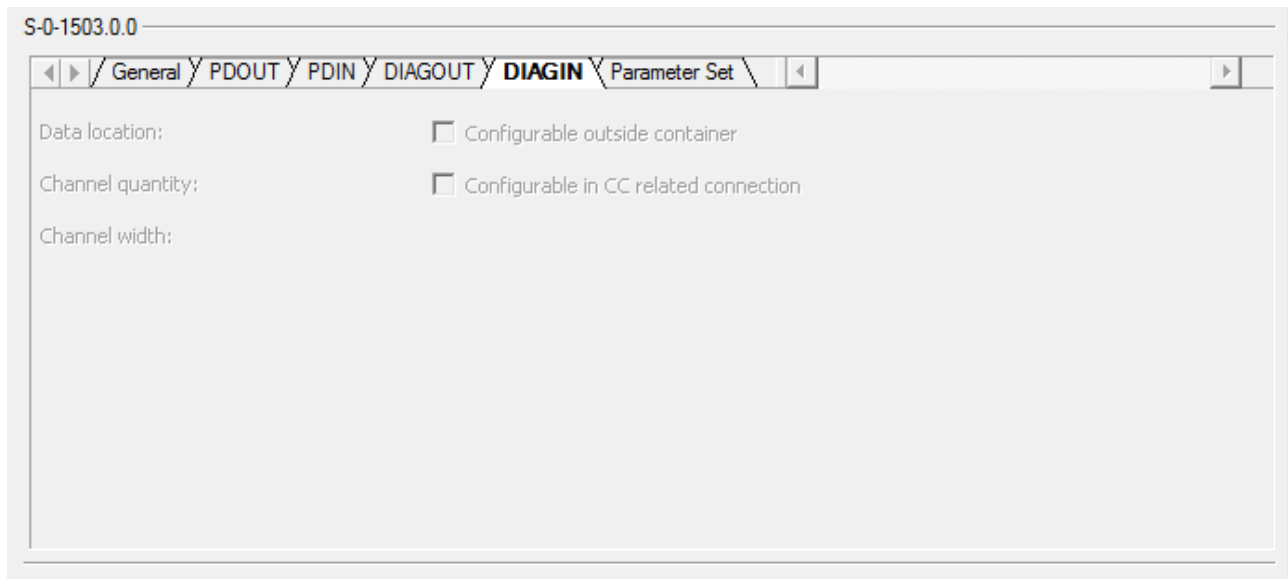 S-0-1503.0.0
General PDOUT PDIN DIAGOUT DIAGIN Parameter Set
Data location: Configurable outside container
Channel quantity: Configurable in CC related connection
Channel width: